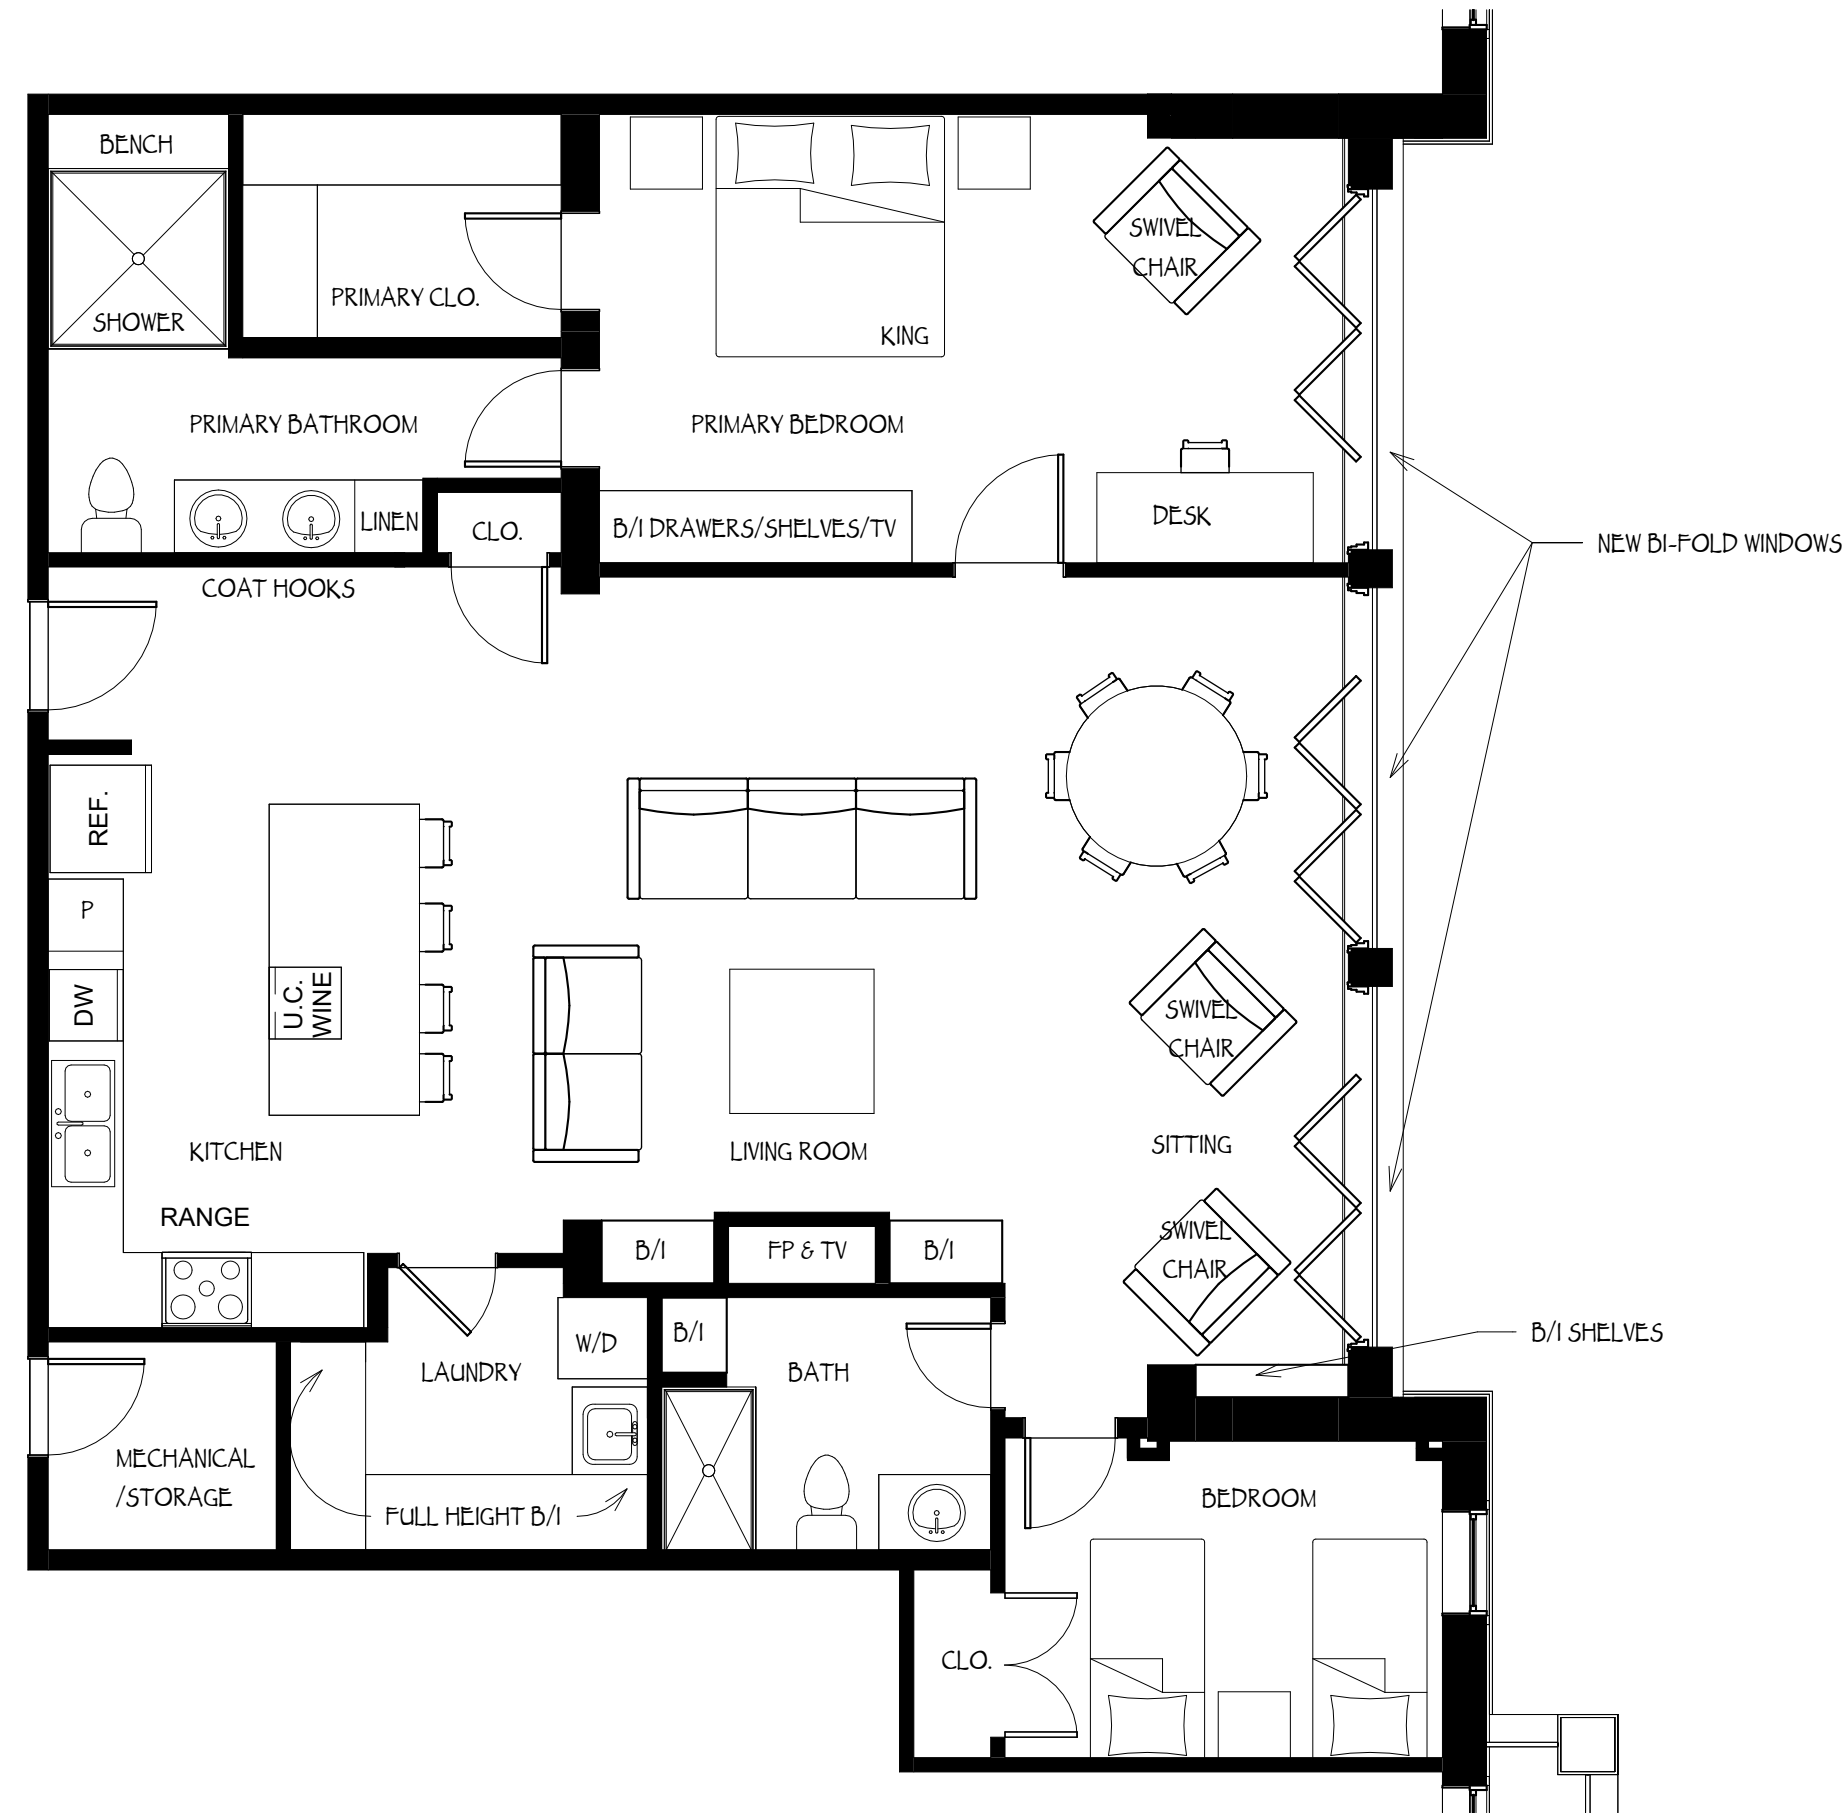 BENCH
SHOWER
PRIMARY CLO.
SWIVEL
CHAIR
KING
PRIMARY BATHROOM
PRIMARY BEDROOM
LINEN
CLO.
B/I DRAWERS/SHELVES/TV
DESK
NEW BI-FOLD WINDOWS
COAT HOOKS
REF.
P
DW
U.C.
WINE
SWIVEL
CHAIR
KITCHEN
LIVING ROOM
SITTING
RANGE
B/I
FP & TV
B/I
SWIVEL
CHAIR
W/D
B/I
B/I SHELVES
LAUNDRY
BATH
MECHANICAL
/STORAGE
FULL HEIGHT B/I
BEDROOM
CLO.